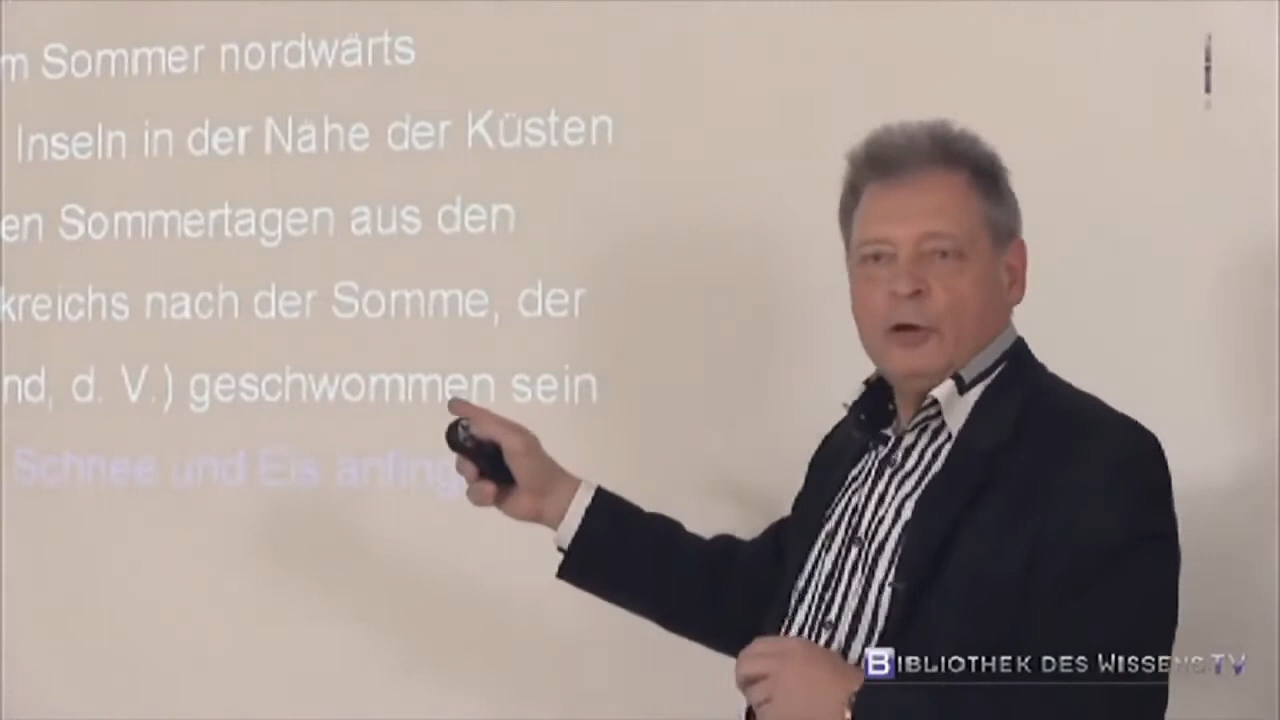 m Sommer nordwärts
Inseln in der Nähe der Küsten
en Sommertagen aus den
kreichs nach der Somme, der
nd, d. V.) geschwommen sein
Schnee und Eis anfing
BIBLIOTHEK DES WISSENS.TV